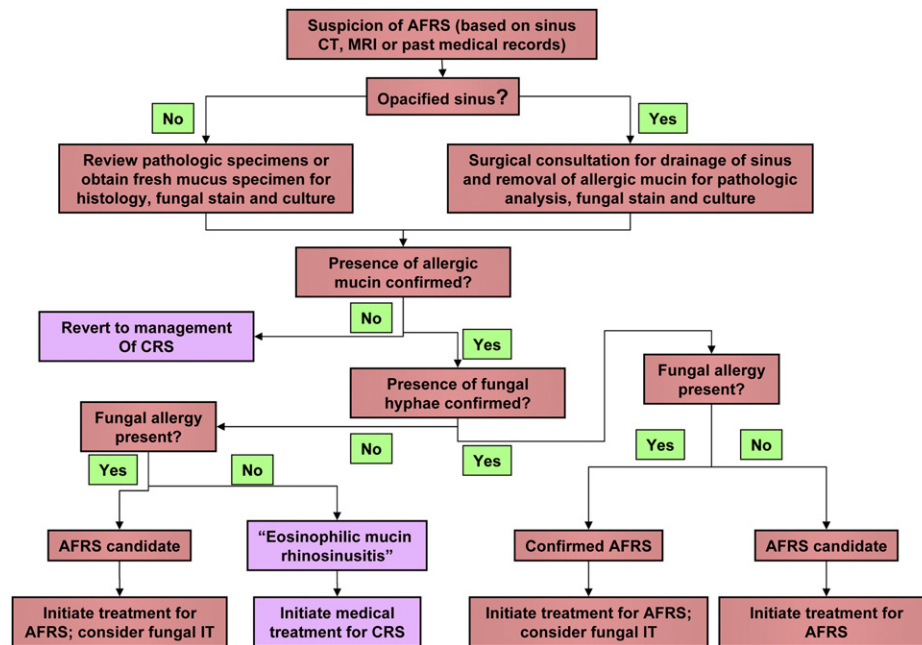 Suspicion of AFRS (based on sinus
CT, MRI or past medical records)
Opacified sinus?
No
Yes
Review pathologic specimens or
obtain fresh mucus specimen for
histology, fungal stain and culture
Surgical consultation for drainage of sinus
and removal of allergic mucin for pathologic
analysis, fungal stain and culture
Presence of allergic
mucin confirmed?
No
Revert to management
Of CRS
Yes
Presence of fungal
hyphae confirmed?
Fungal allergy
present?
Fungal allergy
present?
No
Yes
Yes
No
Yes
No
AFRS candidate
“Eosinophilic mucin
rhinosinusitis”
Confirmed AFRS
AFRS candidate
Initiate treatment for
AFRS; consider fungal IT
Initiate medical
treatment for CRS
Initiate treatment for AFRS;
consider fungal IT
Initiate treatment for
AFRS